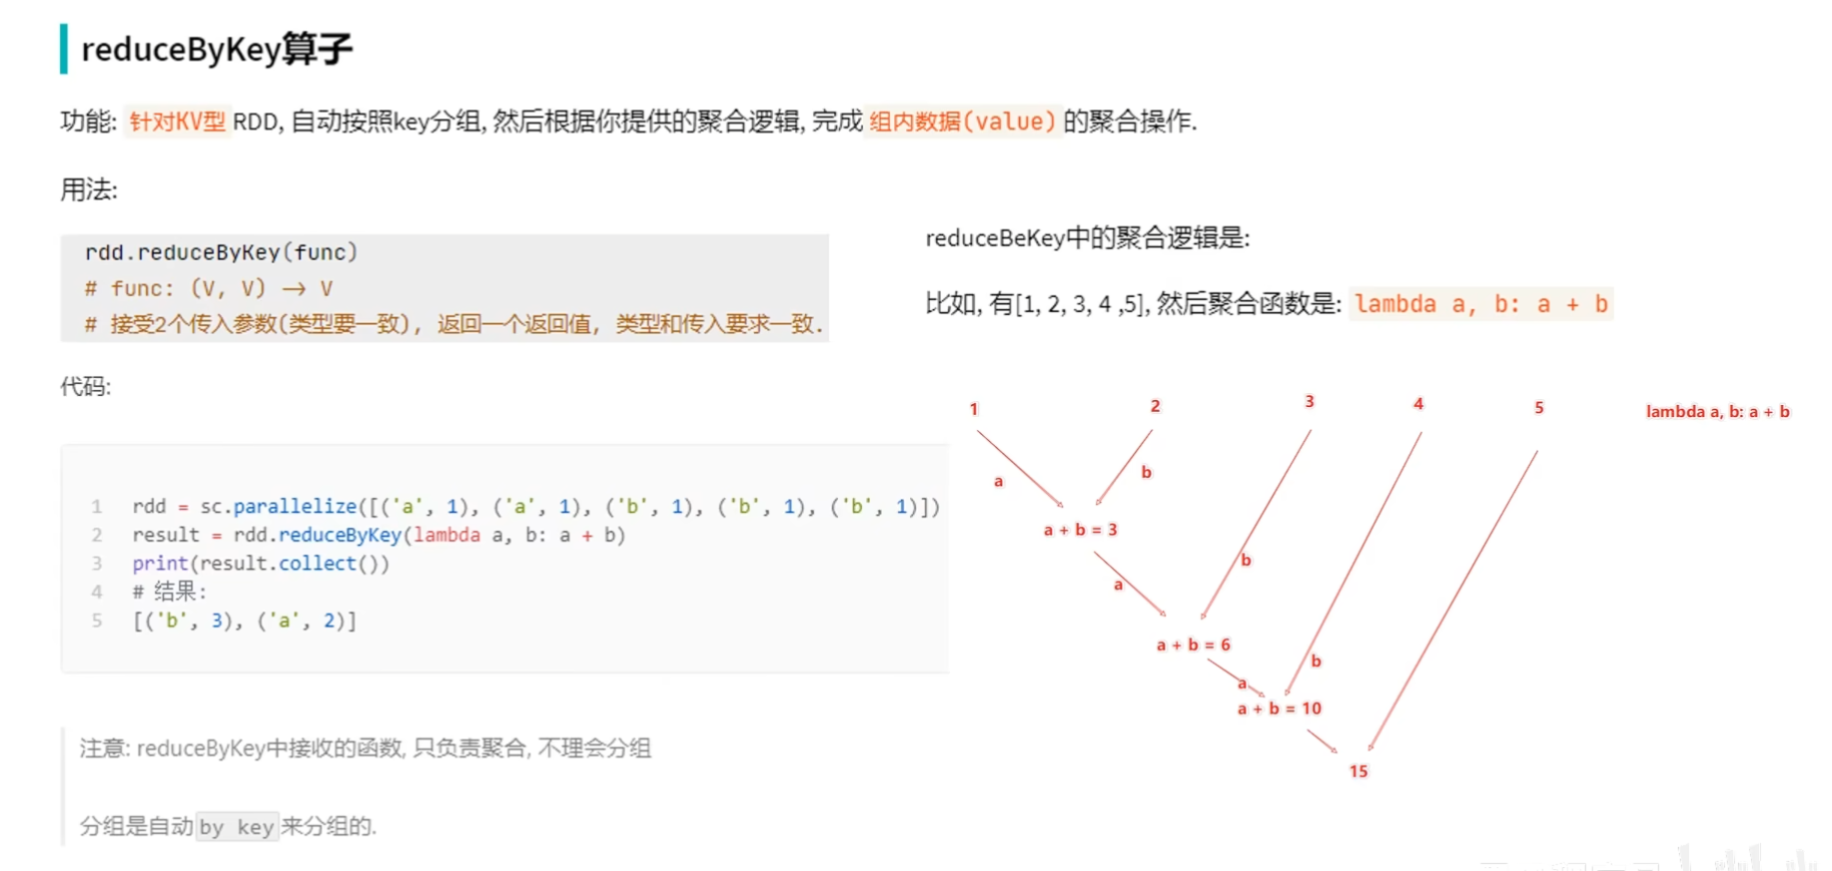 reduceByKey算子
功能: 针对KV型 RDD, 自动按照key分组, 然后根据你提供的聚合逻辑, 完成 组内数据(value) 的聚合操作.
用法:
rdd.reduceByKey(func)
# func: (V, V) → V
# 接受2个传入参数(类型要一致), 返回一个返回值, 类型和传入要求一致.
代码:
1 rdd = sc.parallelize([('a', 1), ('a', 1), ('b', 1), ('b', 1), ('b', 1)])
2 result = rdd.reduceByKey(lambda a, b: a + b)
3 print(result.collect())
4 # 结果:
5 [('b', 3), ('a', 2)]
注意: reduceByKey中接收的函数, 只负责聚合, 不理会分组
分组是自动 by key 来分组的.
reduceBeKey中的聚合逻辑是:
比如, 有[1, 2, 3, 4 ,5], 然后聚合函数是: lambda a, b: a + b
1 2 3 4 5 lambda a, b: a + b
a b
a + b = 3
a b
a + b = 6
a b
a + b = 10
15